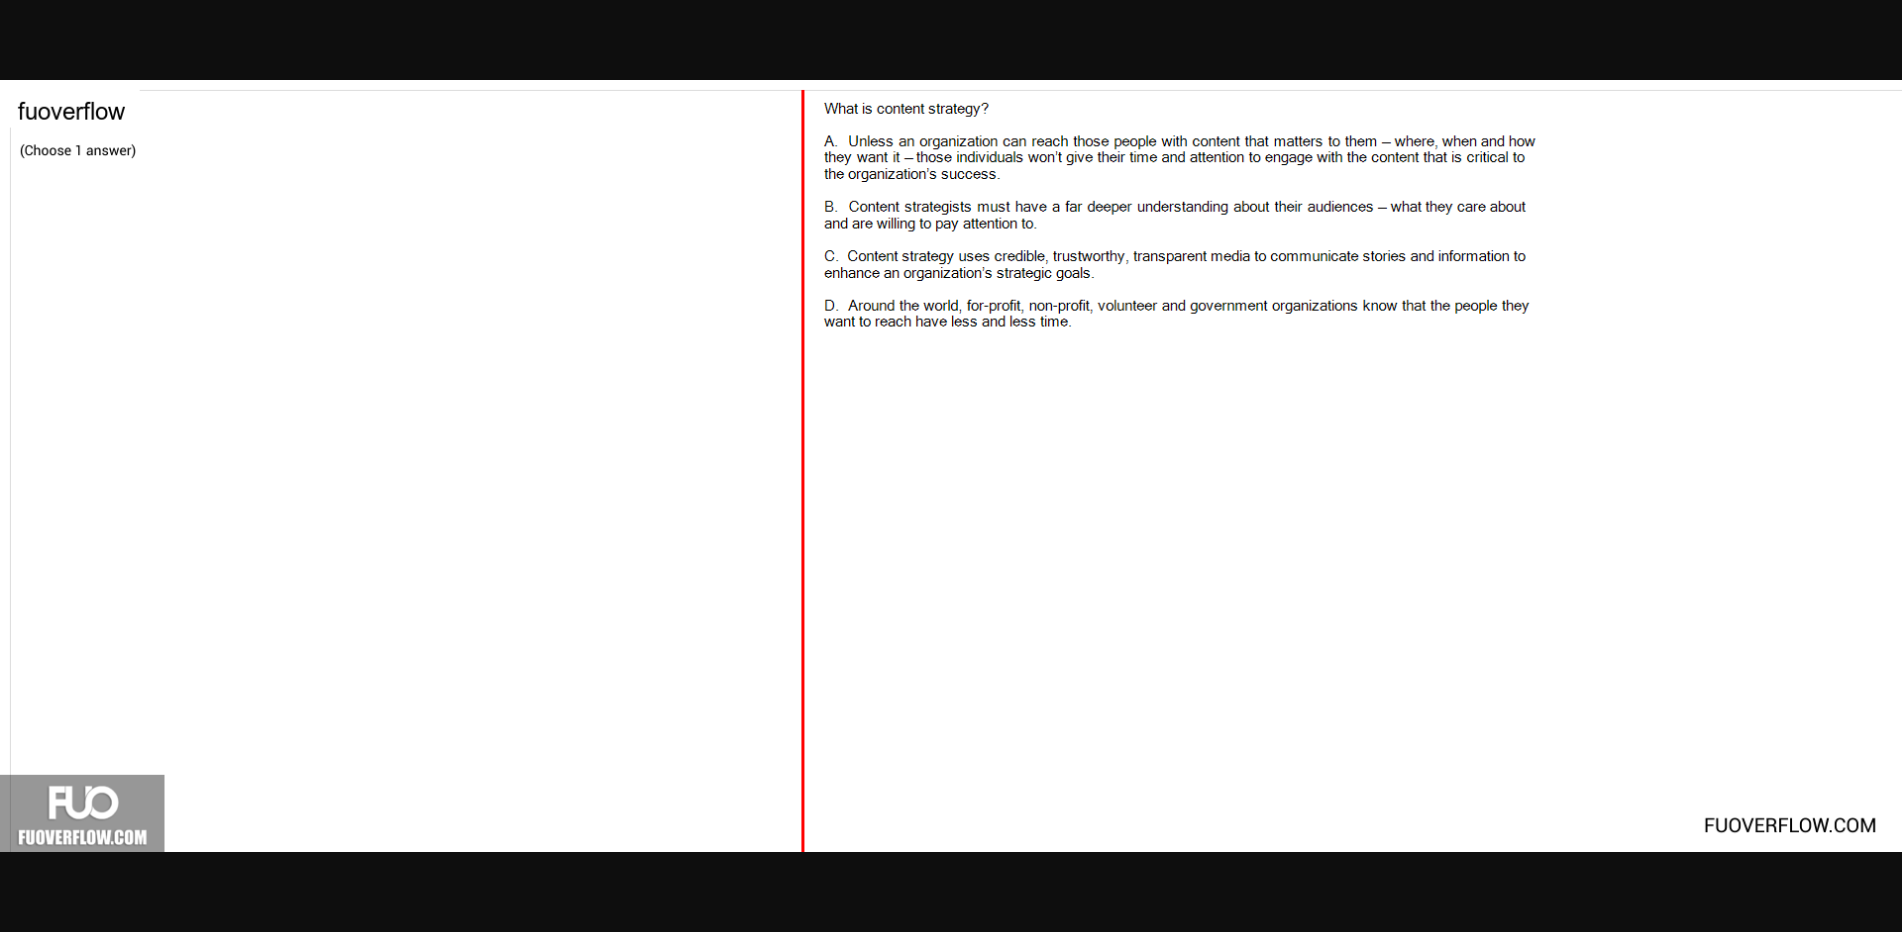 fuoverflow
(Choose 1 answer)
What is content strategy?
A. Unless an organization can reach those people with content that matters to them – where, when and how
they want it – those individuals won't give their time and attention to engage with the content that is critical to
the organization's success.
B. Content strategists must have a far deeper understanding about their audiences – what they care about
and are willing to pay attention to.
C. Content strategy uses credible, trustworthy, transparent media to communicate stories and information to
enhance an organization's strategic goals.
D. Around the world, for-profit, non-profit, volunteer and government organizations know that the people they
want to reach have less and less time.
FUO
FUOVERFLOW.COM
FUOVERFLOW.COM